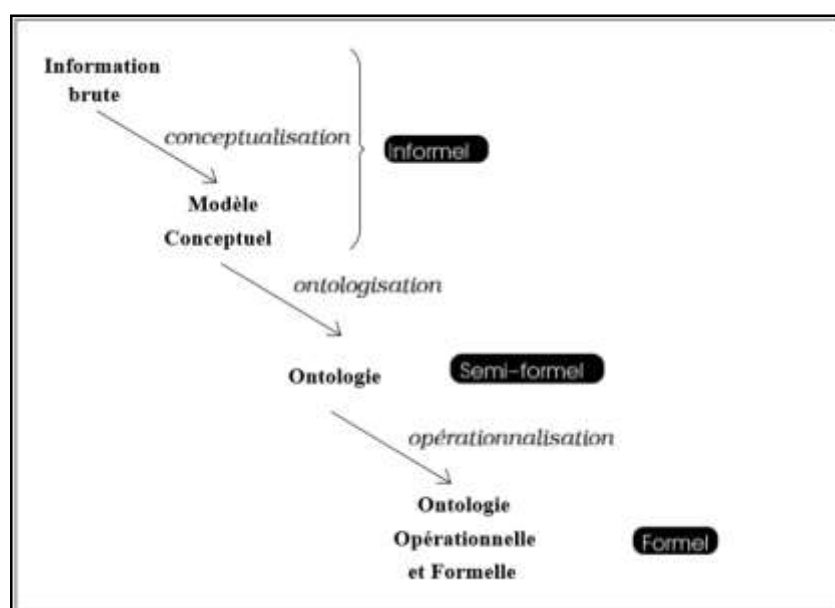 Information
brute
conceptualisation
Informel
Modèle
Conceptuel
ontologisation
Ontologie
Semi-formel
opérationnalisation
Ontologie
Opérationnelle
et Formelle
Formel